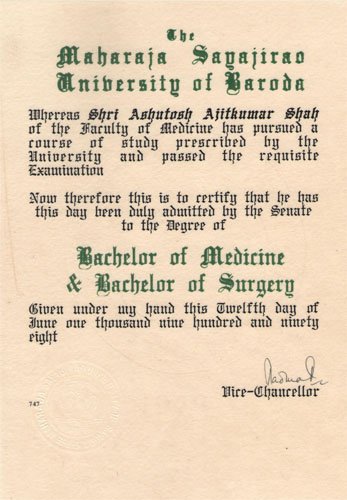 The
Maharaja Sayajirao
University of Baroda
Whereas Shri Ashutosh Ajitkumar Shah
of the Faculty of Medicine has pursued a
course of study prescribed by the
University and passed the requisite
Examination
Now therefore this is to certify that he has
this day been duly admitted by the Senate
to the Degree of
Bachelor of Medicine
& Bachelor of Surgery
Given under my hand this Twelfth day of
June one thousand nine hundred and ninety
eight
Vice-Chancellor
747